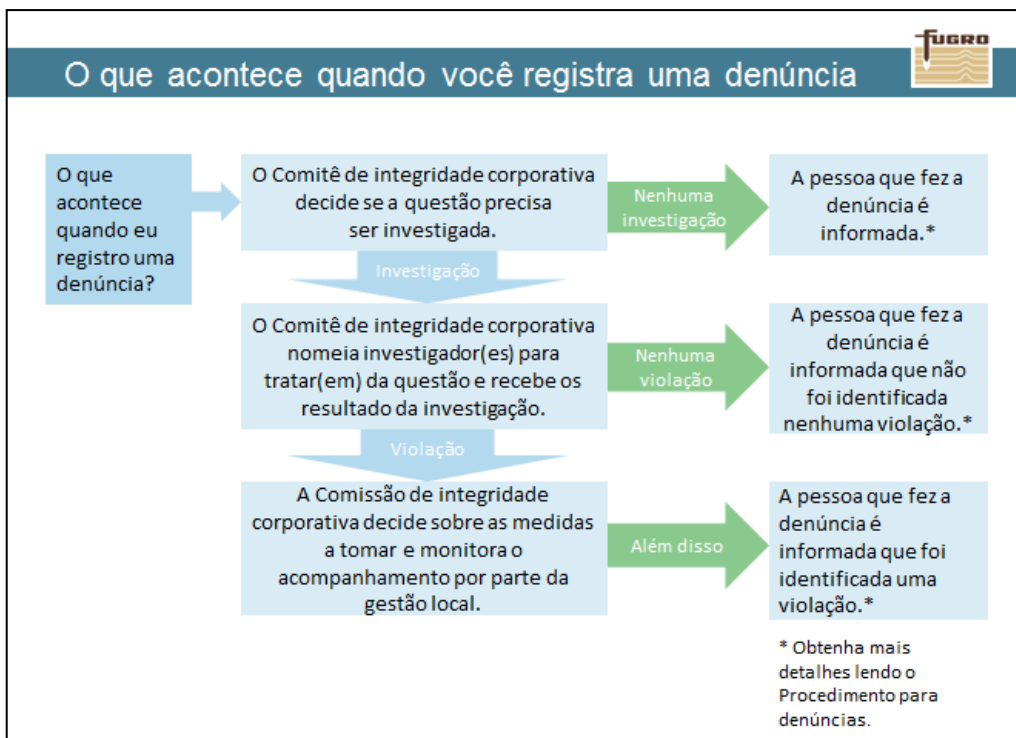 FUGRO
O que acontece quando você registra uma denúncia
O que
acontece
quando eu
registro uma
denúncia?
O Comitê de integridade corporativa
decide se a questão precisa
ser investigada.
Nenhuma
investigação
A pessoa que fez a
denúncia é
informada.*
Investigação
O Comitê de integridade corporativa
nomeia investigador(es) para
tratar(em) da questão e recebe os
resultado da investigação.
Nenhuma
violação
A pessoa que fez a
denúncia é
informada que não
foi identificada
nenhuma violação.*
Violação
A Comissão de integridade
corporativa decide sobre as medidas
a tomar e monitora o
acompanhamento por parte da
gestão local.
Além disso
A pessoa que fez a
denúncia é
informada que foi
identificada uma
violação.*
* Obtenha mais
detalhes lendo o
Procedimento para
denúncias.